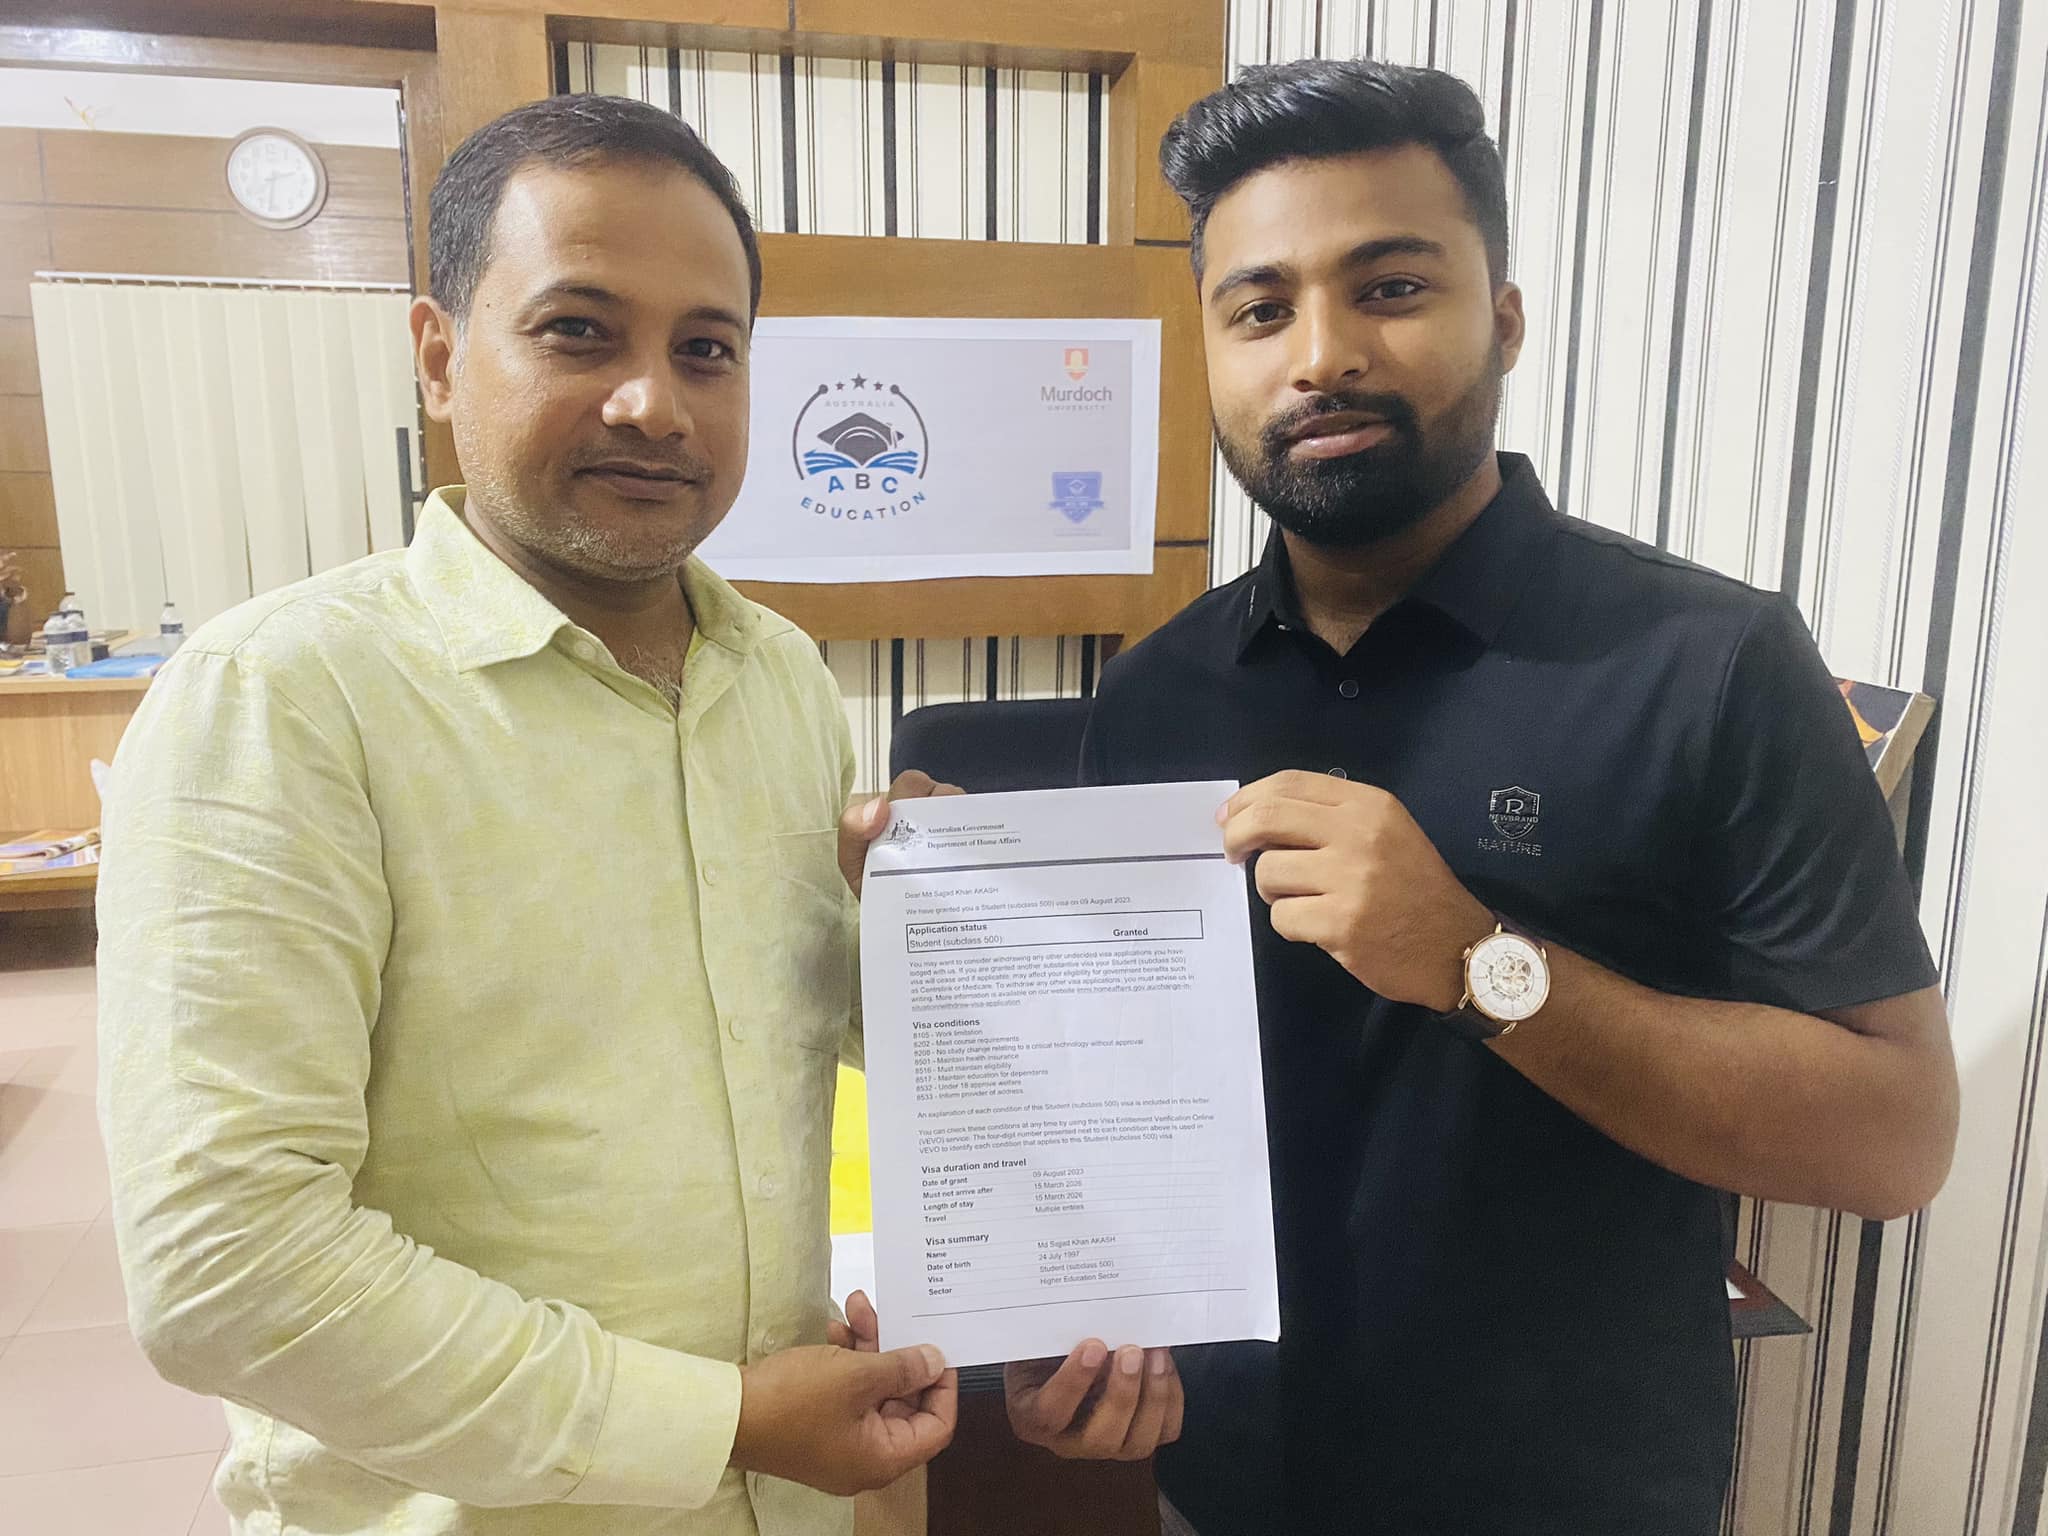 AUSTRALIA
ABC
EDUCATION
Murdoch
UNIVERSITY
NEWBRAND
NATURE
Australian Government
Department of Home Affairs
Dear Md Sajjad Khan AKASH
We have granted you a Student (subclass 500) visa on 09 August 2023.
Application status
Student (subclass 500): Granted
You may want to consider withdrawing any other undecided visa applications you have
lodged with us. If you are granted another substantive visa your Student (subclass 500)
visa will cease and if applicable, may affect your eligibility for government benefits such
as Centrelink or Medicare. To withdraw any other visa applications, you must advise us in
writing. More information is available on our website immi.homeaffairs.gov.au/change-in-
situation/withdraw-visa-application
Visa conditions
8105 - Work limitation
8202 - Meet course requirements
8208 - No study change relating to a critical technology without approval
8501 - Maintain health insurance
8516 - Must maintain eligibility
8517 - Maintain education for dependants
8532 - Under 18 approve welfare
8533 - Inform provider of address
An explanation of each condition of this Student (subclass 500) visa is included in this letter.
You can check these conditions at any time by using the Visa Entitlement Verification Online
(VEVO) service. The four-digit number presented next to each condition above is used in
VEVO to identify each condition that applies to this Student (subclass 500) visa.
Visa duration and travel
Date of grant 09 August 2023
Must not arrive after 15 March 2026
Length of stay 15 March 2026
Travel Multiple entries
Visa summary
Name Md Sajjad Khan AKASH
Date of birth 24 July 1997
Visa Student (subclass 500)
Sector Higher Education Sector